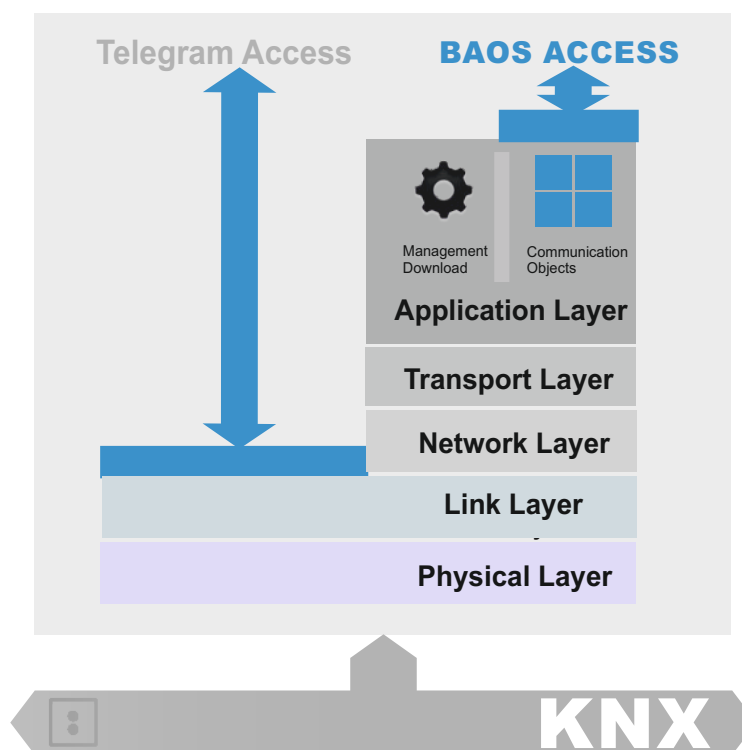 Telegram Access
BAOS ACCESS
Management
Download
Communication
Objects
Application Layer
Transport Layer
Network Layer
Link Layer
Physical Layer
KNX